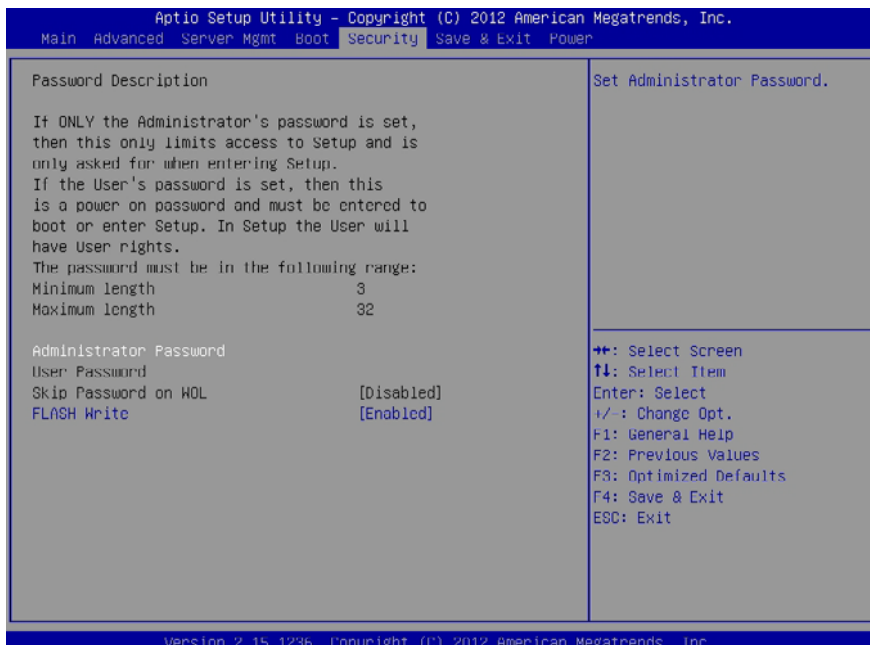 Aptio Setup Utility – Copyright (C) 2012 American Megatrends, Inc.
Main Advanced Server Mgmt Boot Security Save & Exit Power
Password Description
If ONLY the Administrator's password is set,
then this only limits access to Setup and is
only asked for when entering Setup.
If the User's password is set, then this
is a power on password and must be entered to
boot or enter Setup. In Setup the User will
have User rights.
The password must be in the following range:
Minimum length 3
Maximum length 32
Administrator Password
User Password
Skip Password on WOL [Disabled]
FLASH Write [Enabled]
Set Administrator Password.
→←: Select Screen
↑↓: Select Item
Enter: Select
+/-: Change Opt.
F1: General Help
F2: Previous Values
F3: Optimized Defaults
F4: Save & Exit
ESC: Exit
Version 2.15.1236. Copyright (C) 2012 American Megatrends, Inc.